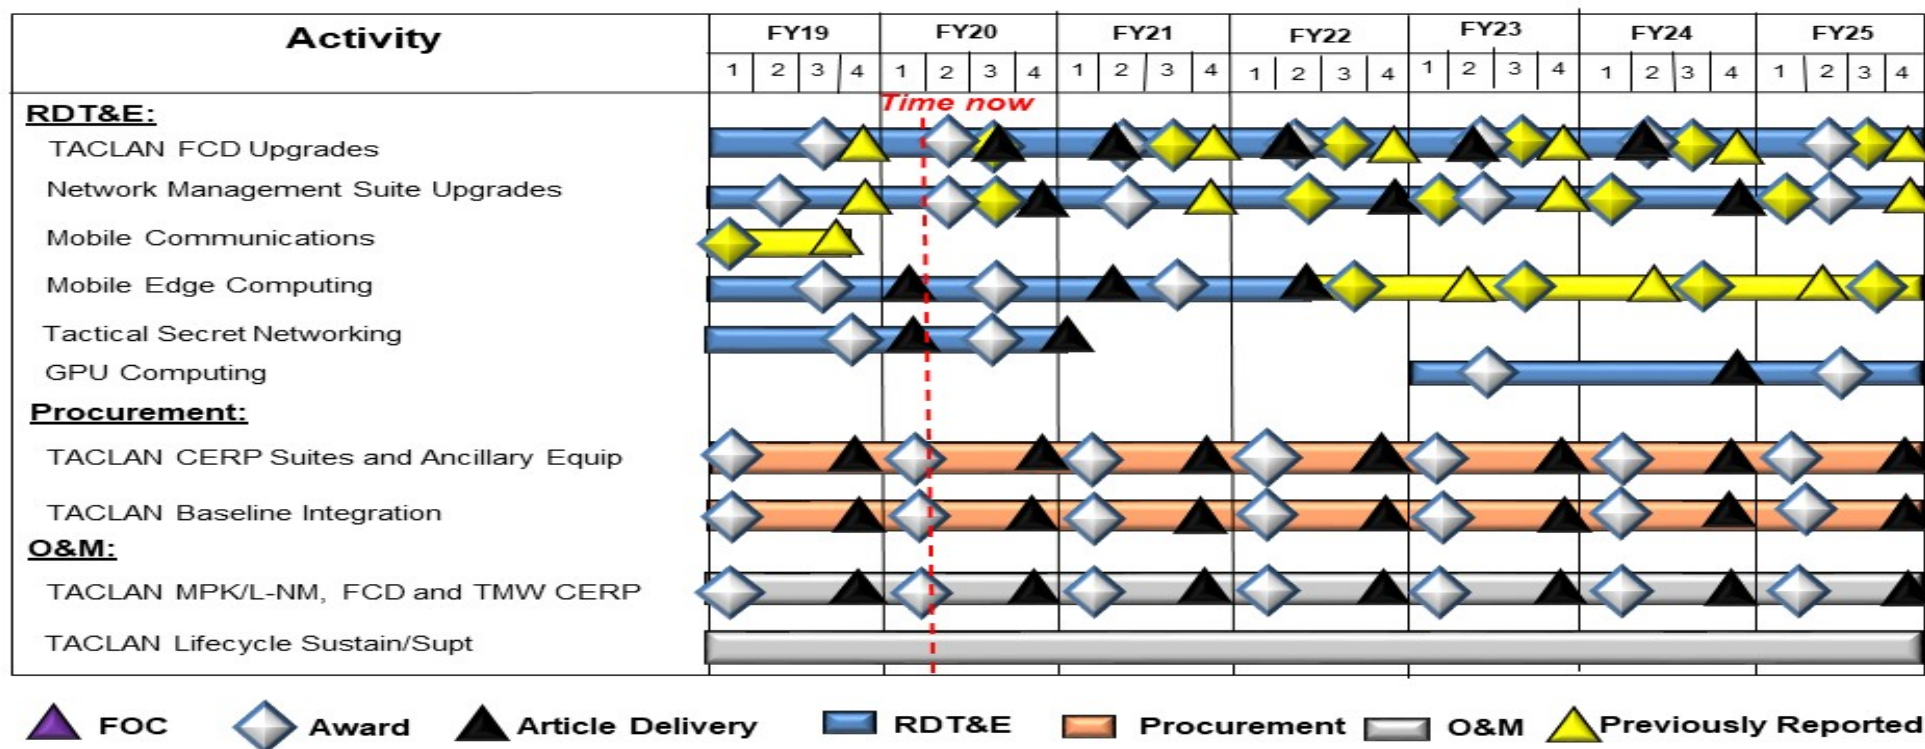 Activity FY19 FY20 FY21 FY22 FY23 FY24 FY25
1 2 3 4 1 2 3 4 1 2 3 4 1 2 3 4 1 2 3 4 1 2 3 4 1 2 3 4
Time now
RDT&E:
TACLAN FCD Upgrades
Network Management Suite Upgrades
Mobile Communications
Mobile Edge Computing
Tactical Secret Networking
GPU Computing
Procurement:
TACLAN CERP Suites and Ancillary Equip
TACLAN Baseline Integration
O&M:
TACLAN MPK/L-NM, FCD and TMW CERP
TACLAN Lifecycle Sustain/Supt
FOC Award Article Delivery RDT&E Procurement O&M Previously Reported